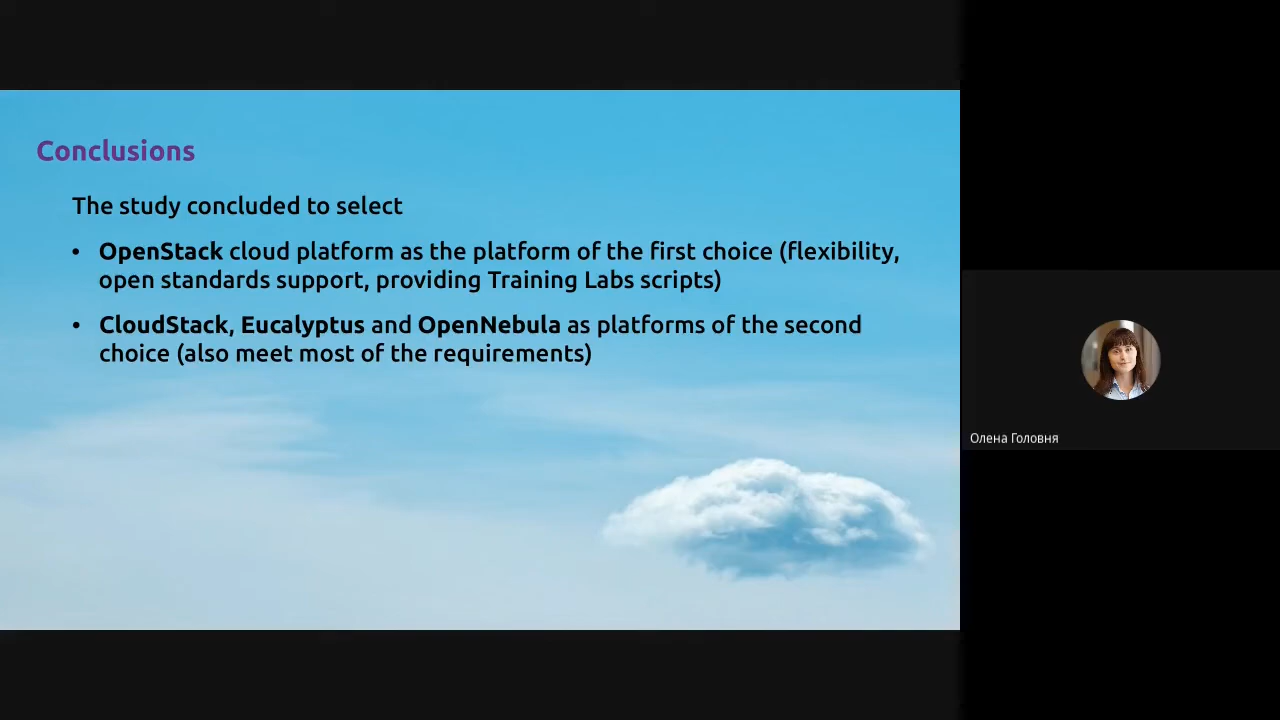 Conclusions
The study concluded to select
• OpenStack cloud platform as the platform of the first choice (flexibility,
open standards support, providing Training Labs scripts)
• CloudStack, Eucalyptus and OpenNebula as platforms of the second
choice (also meet most of the requirements)
Олена Головня